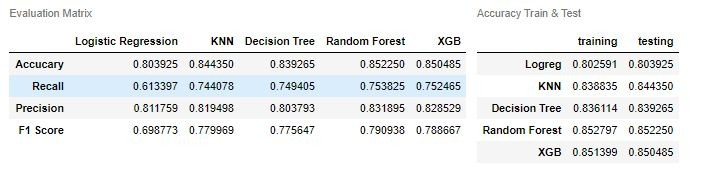 Evaluation Matrix
Logistic Regression KNN Decision Tree Random Forest XGB
Accucary 0.803925 0.844350 0.839265 0.852250 0.850485
Recall 0.613397 0.744078 0.749405 0.753825 0.752465
Precision 0.811759 0.819498 0.803793 0.831895 0.828529
F1 Score 0.698773 0.779969 0.775647 0.790938 0.788667
Accuracy Train & Test
training testing
Logreg 0.802591 0.803925
KNN 0.838835 0.844350
Decision Tree 0.836114 0.839265
Random Forest 0.852797 0.852250
XGB 0.851399 0.850485